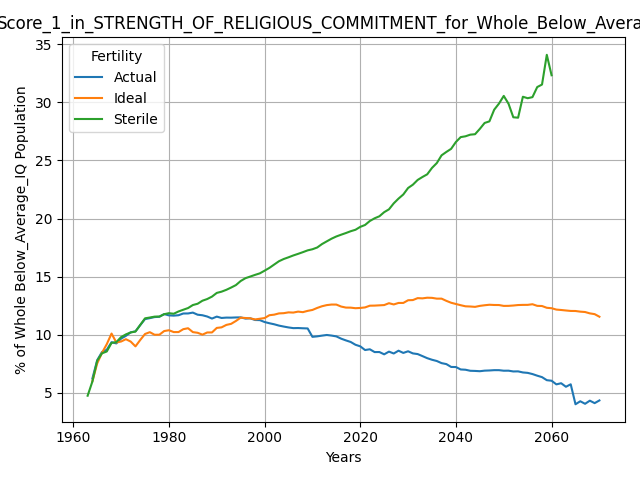 Score_1_in_STRENGTH_OF_RELIGIOUS_COMMITMENT_for_Whole_Below_Avera
Fertility
Actual
Ideal
Sterile
% of Whole Below_Average_IQ Population
35
30
25
20
15
10
5
1960
1980
2000
2020
2040
2060
Years